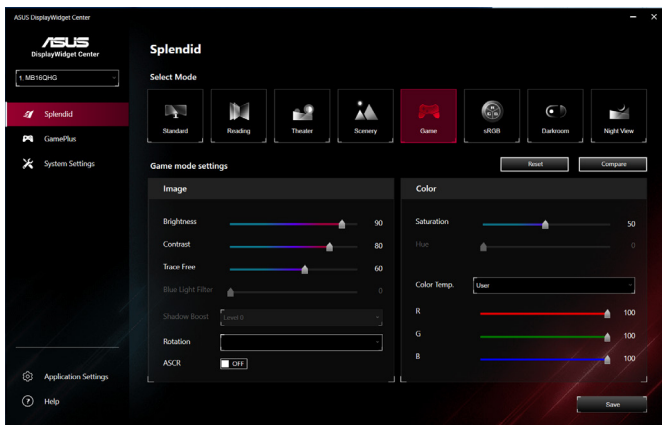 ASUS DisplayWidget Center
ASUS
DisplayWidget Center
1. MB16QHG
Splendid
GamePlus
System Settings
Application Settings
Help
Splendid
Select Mode
Standard
Reading
Theater
Scenery
Game
sRGB
Darkroom
Night View
Game mode settings
Reset
Compare
Image
Brightness 90
Contrast 80
Trace Free 60
Blue Light Filter 0
Shadow Boost Level 0
Rotation
ASCR OFF
Color
Saturation 50
Hue 0
Color Temp. User
R 100
G 100
B 100
Save